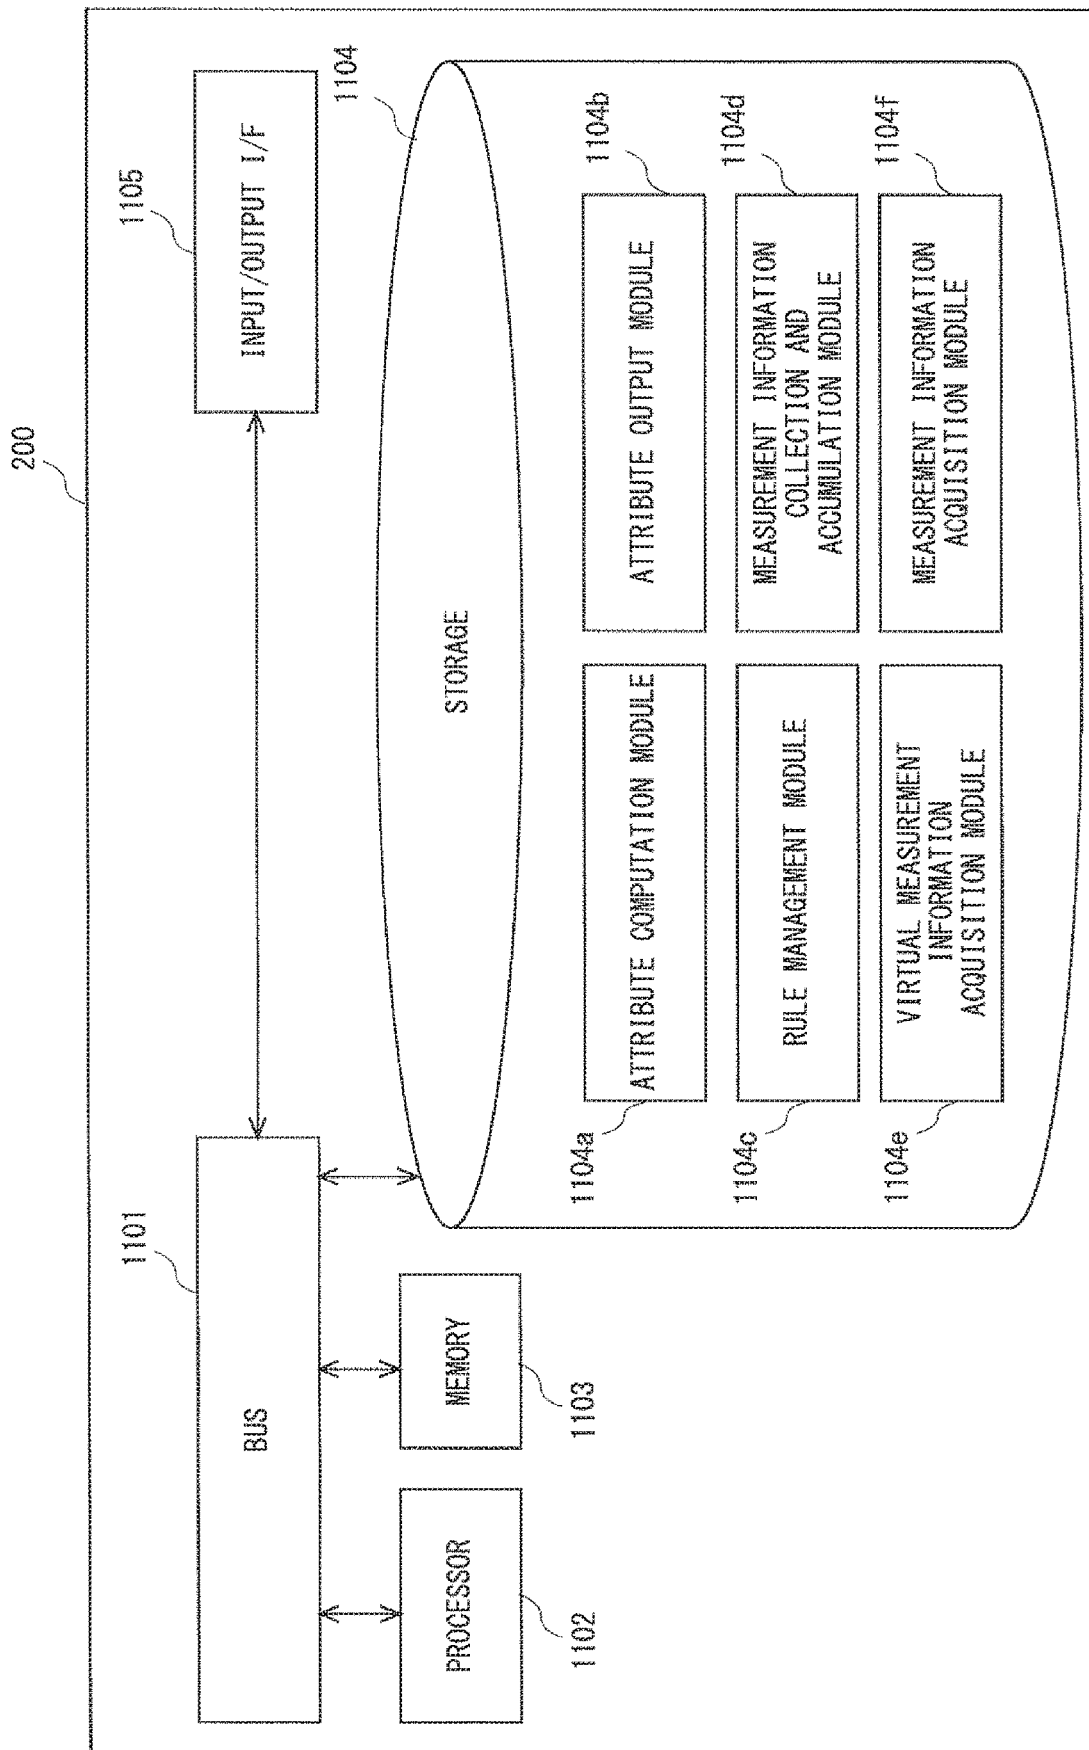 200
1101
BUS
1105
INPUT/OUTPUT I/F
PROCESSOR
1102
MEMORY
1103
1104
STORAGE
1104a
ATTRIBUTE COMPUTATION MODULE
ATTRIBUTE OUTPUT MODULE
1104b
1104c
RULE MANAGEMENT MODULE
MEASUREMENT INFORMATION
COLLECTION AND
ACCUMULATION MODULE
1104d
1104e
VIRTUAL MEASUREMENT
INFORMATION
ACQUISITION MODULE
MEASUREMENT INFORMATION
ACQUISITION MODULE
1104f